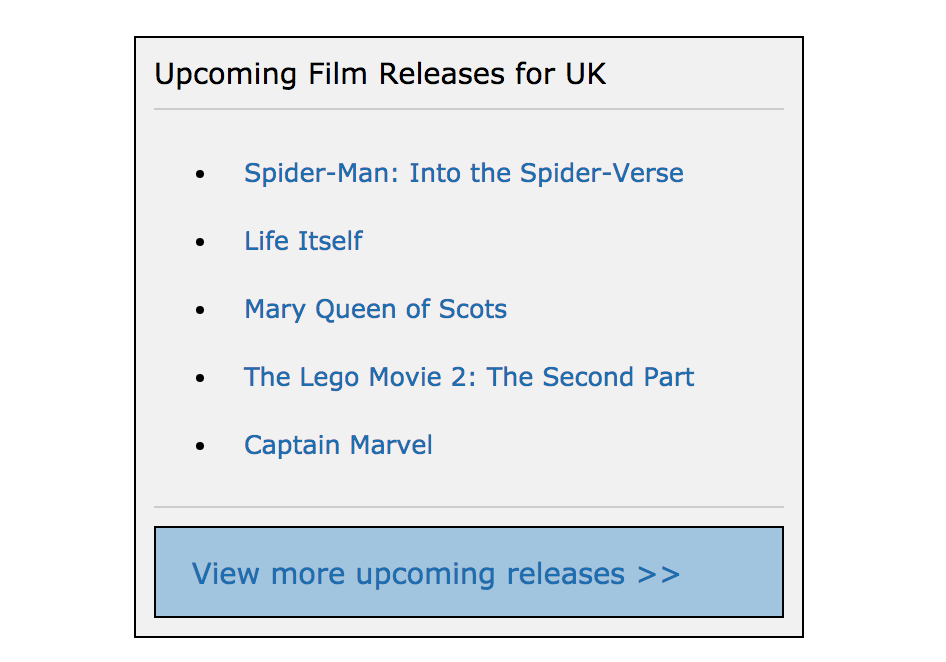 Upcoming Film Releases for UK
• Spider-Man: Into the Spider-Verse
• Life Itself
• Mary Queen of Scots
• The Lego Movie 2: The Second Part
• Captain Marvel
View more upcoming releases >>